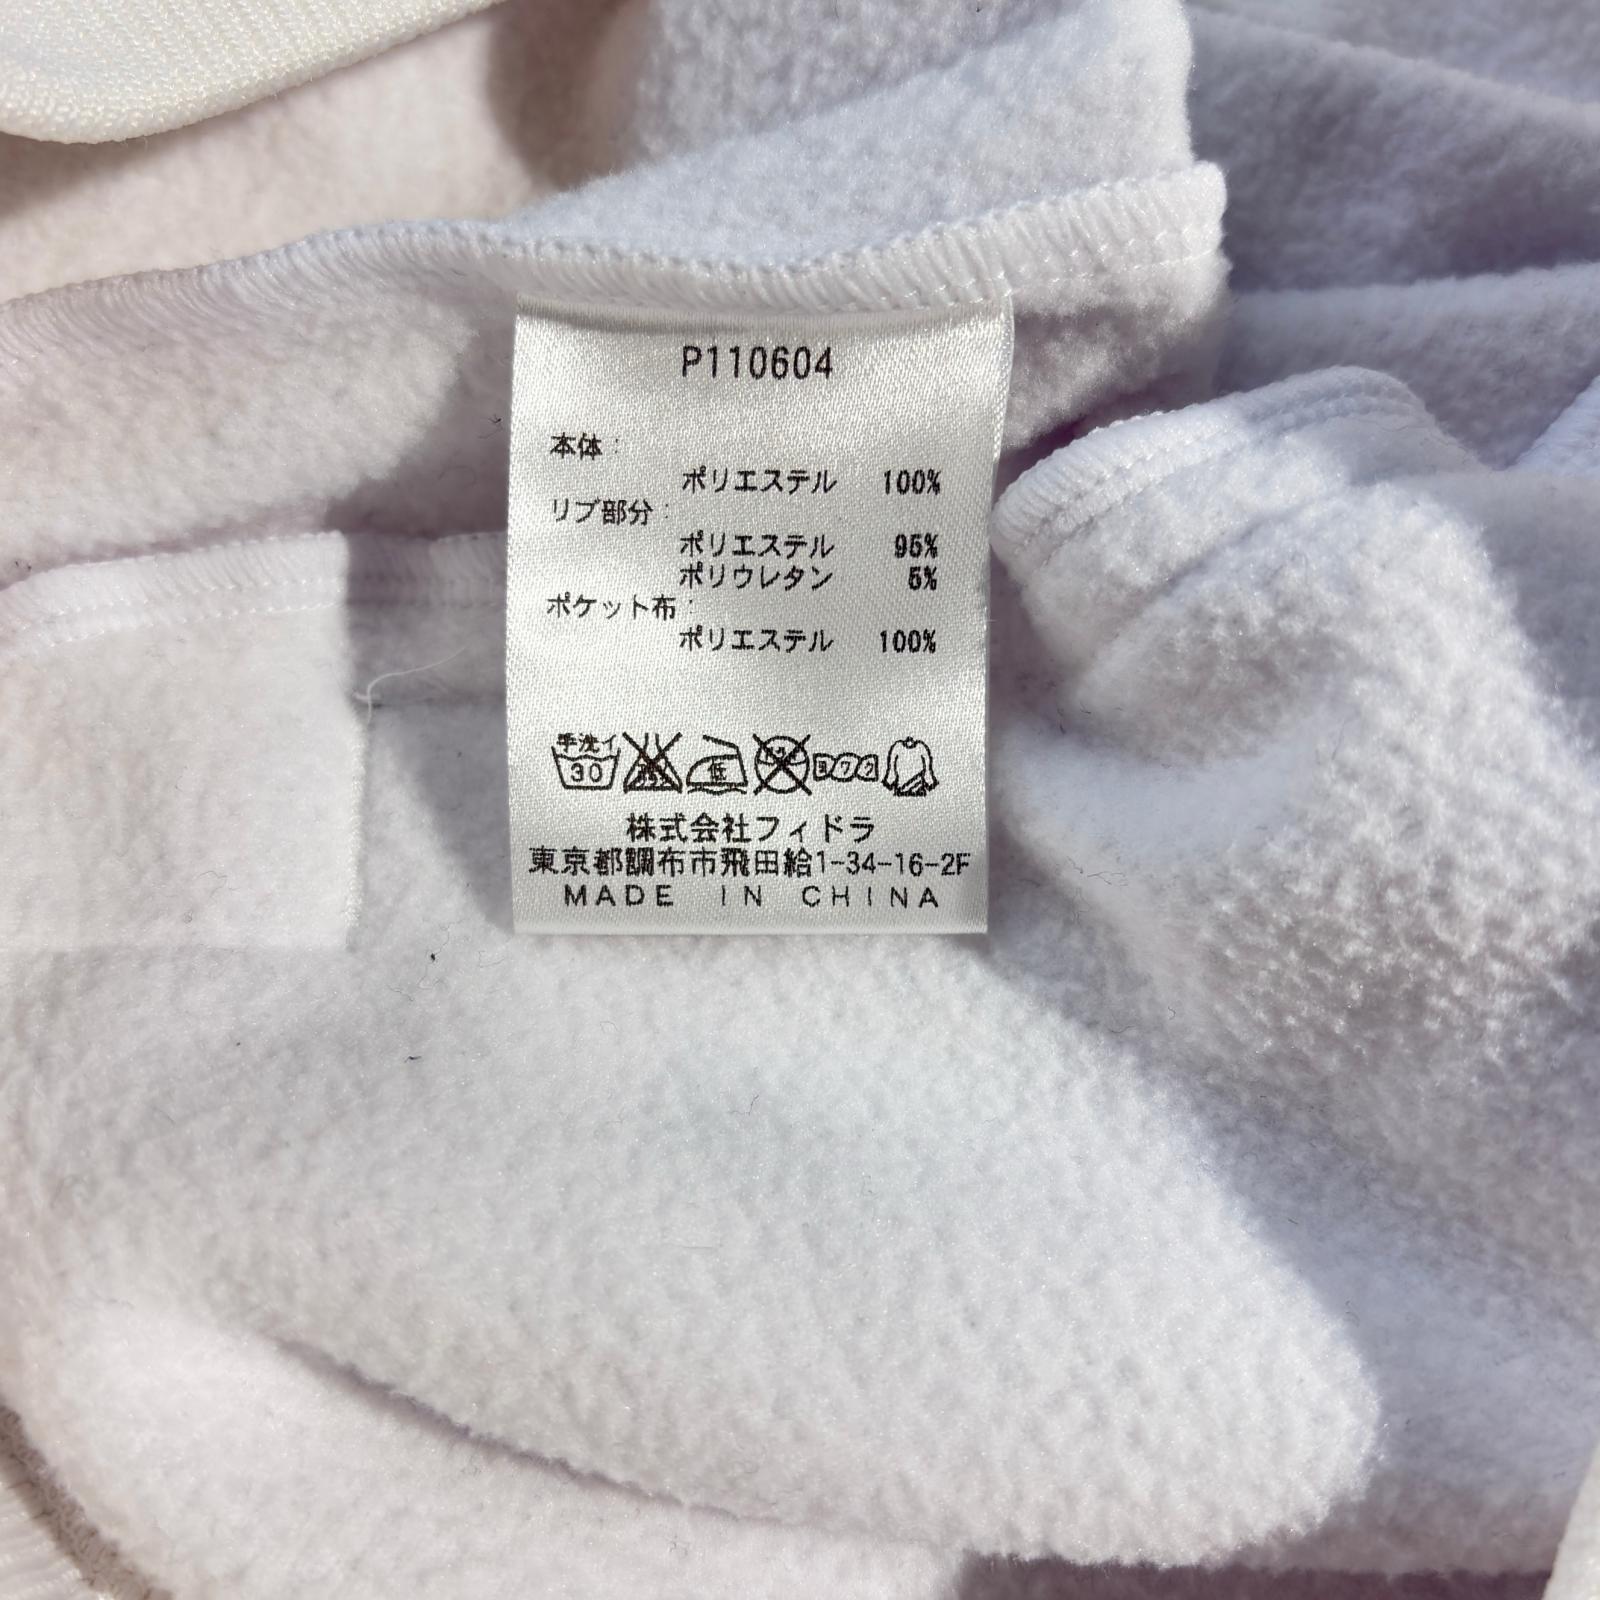 P110604
本体:
ポリエステル 100%
リブ部分:
ポリエステル 95%
ポリウレタン 5%
ポケット布:
ポリエステル 100%
手洗イ
30
低
株式会社フィドラ
東京都調布市飛田給1-34-16-2F
MADE IN CHINA